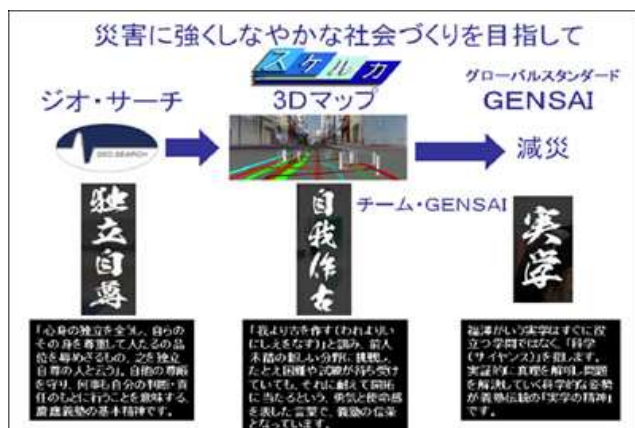 災害に強くしなやかな社会づくりを目指して
スケルカ
ジオ・サーチ
3Dマップ
グローバルスタンダード
GENSAI
GEO SEARCH
減災
チーム・GENSAI
独立自尊
自我作古
実学
「心身の独立を全うし、自らの
その身を尊重して人たるの品
位を辱めざるもの、之を独立
自尊の人と云う」。自他の尊厳
を守り、何事も自分の判断・責
任のもとに行うことを意味する、
慶應義塾の基本精神です。
「我より古を作す(われよりい
にしえをなす)」と訓み、前人
未踏の新しい分野に挑戦し、
たとえ困難や試練が待ち受け
ていても、それに耐えて開拓
に当たるという、勇気と使命感
を表した言葉で、義塾の信条
となっています。
福澤がいう実学はすぐに役
立つ学問ではなく、「科学
(サイヤンス)」を指します。
実証的に真理を解明し問題
を解決していく科学的な姿勢
が義塾伝統の「実学の精神」
です。